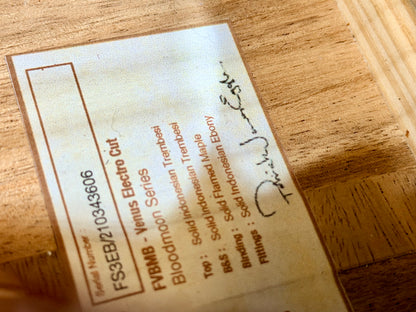 Serial Number :
FS3EB/210343606
FVBMB - Venus Electro Cut
Bloodmoon Series
Top : Solid Indonesian Trembesi
B&S : Solid Indonesian Trembesi
Binding : Solid Flamed Maple
Fittings : Solid Indonesian Ebony